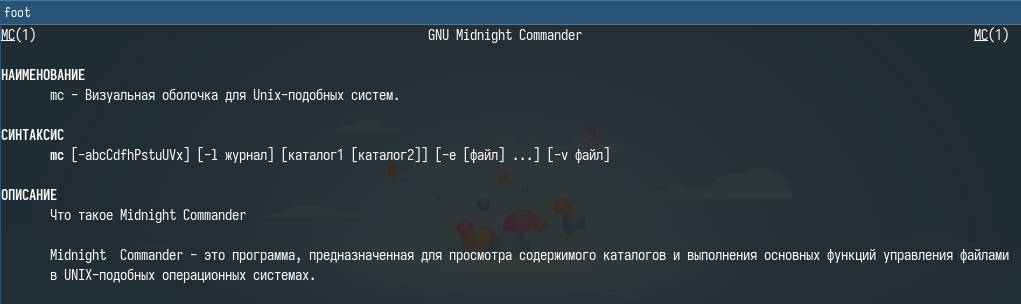 foot
MC(1) GNU Midnight Commander MC(1)
НАИМЕНОВАНИЕ
mc - Визуальная оболочка для Unix-подобных систем.
СИНТАКСИС
mc [-abcCdfhPstuUVx] [-l журнал] [каталог1 [каталог2]] [-e [файл] ...] [-v файл]
ОПИСАНИЕ
Что такое Midnight Commander
Midnight Commander - это программа, предназначенная для просмотра содержимого каталогов и выполнения основных функций управления файлами
в UNIX-подобных операционных системах.